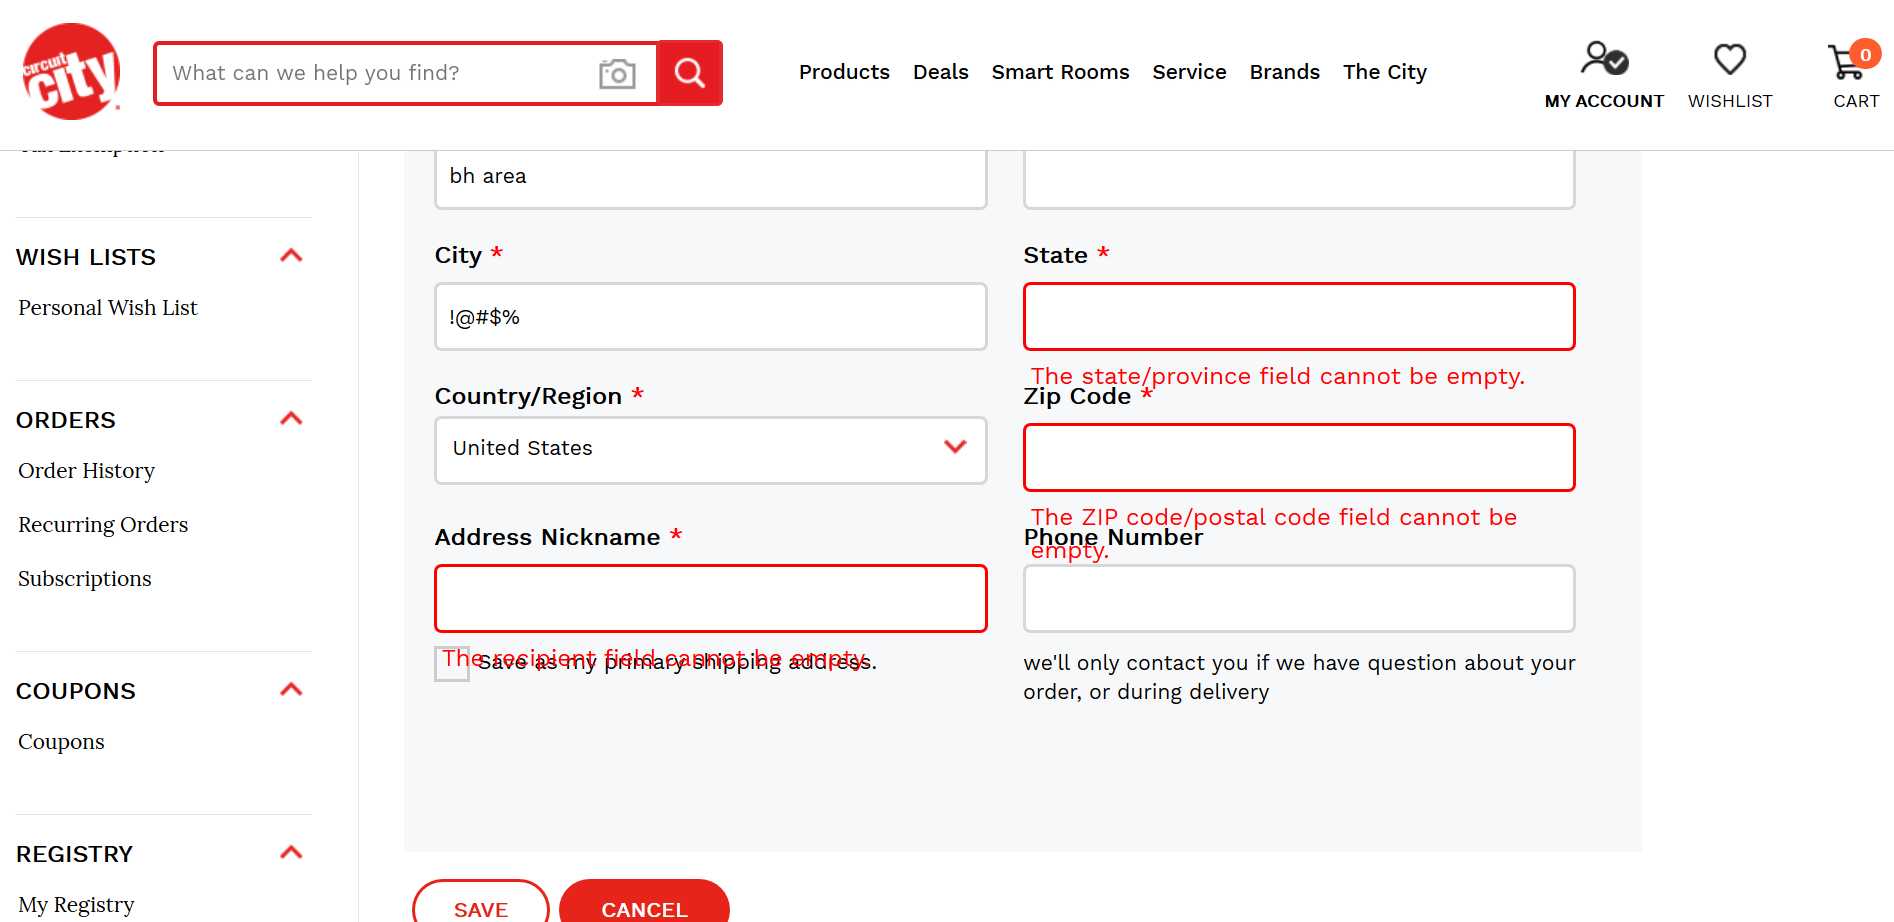 circuit
city
What can we help you find?
Products Deals Smart Rooms Service Brands The City
MY ACCOUNT
WISHLIST
0
CART
Tax Exemption
WISH LISTS
Personal Wish List
ORDERS
Order History
Recurring Orders
Subscriptions
COUPONS
Coupons
REGISTRY
My Registry
bh area
City *
!@#$%
State *
The state/province field cannot be empty.
Country/Region *
United States
Zip Code *
The ZIP code/postal code field cannot be
empty.
Address Nickname *
The recipient field cannot be empty.
Save as my primary shipping address.
Phone Number
we'll only contact you if we have question about your
order, or during delivery
SAVE
CANCEL